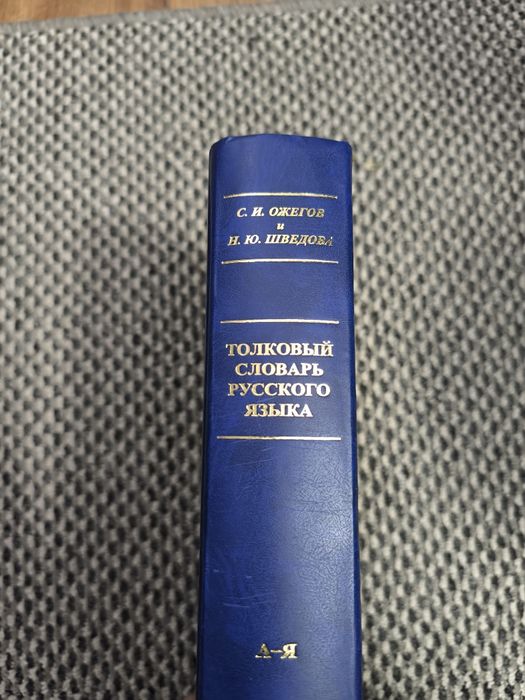 С. И. ОЖЕГОВ
и
Н. Ю. ШВЕДОВА
ТОЛКОВЫЙ
СЛОВАРЬ
РУССКОГО
ЯЗЫКА
А–Я